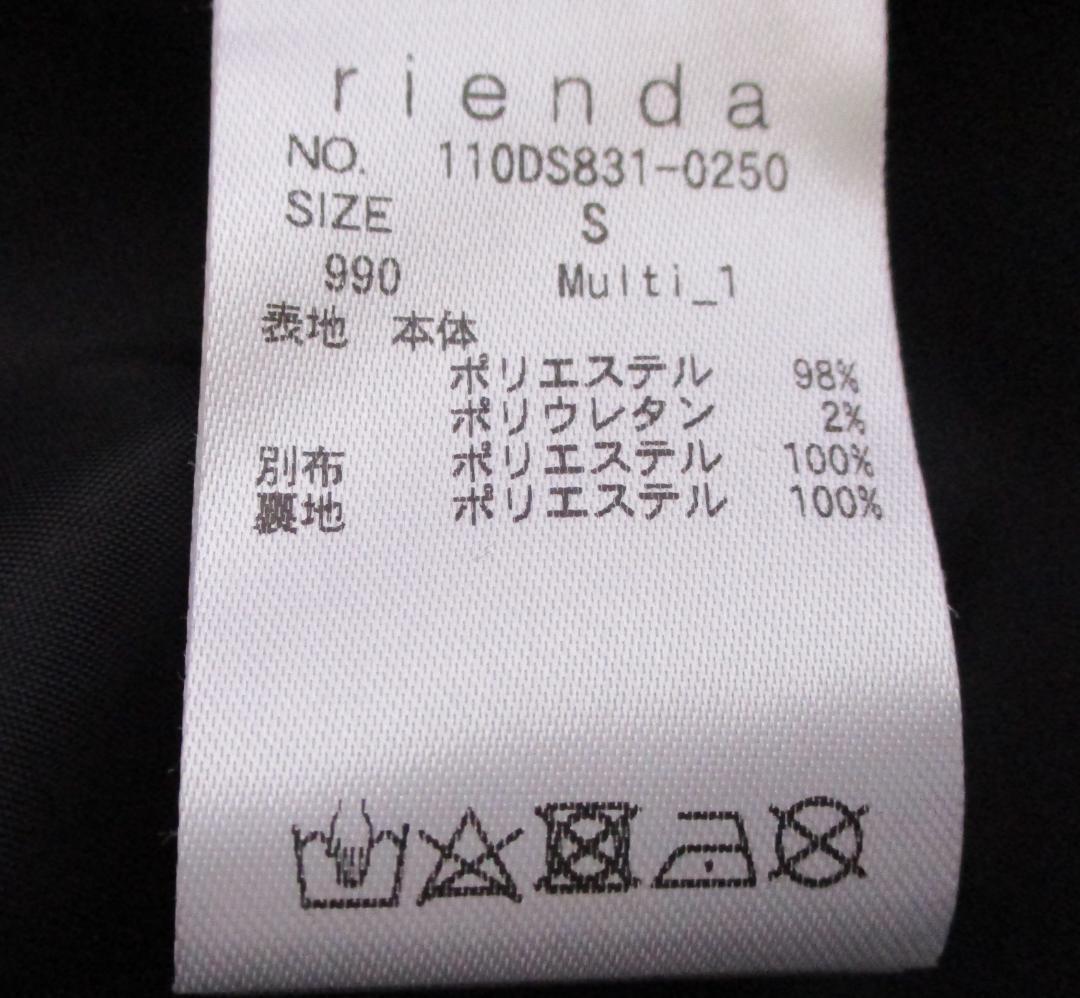 rienda
NO. 110DS831-0250
SIZE S
990 Multi_1
表地 本体
ポリエステル 98%
ポリウレタン 2%
別布 ポリエステル 100%
裏地 ポリエステル 100%